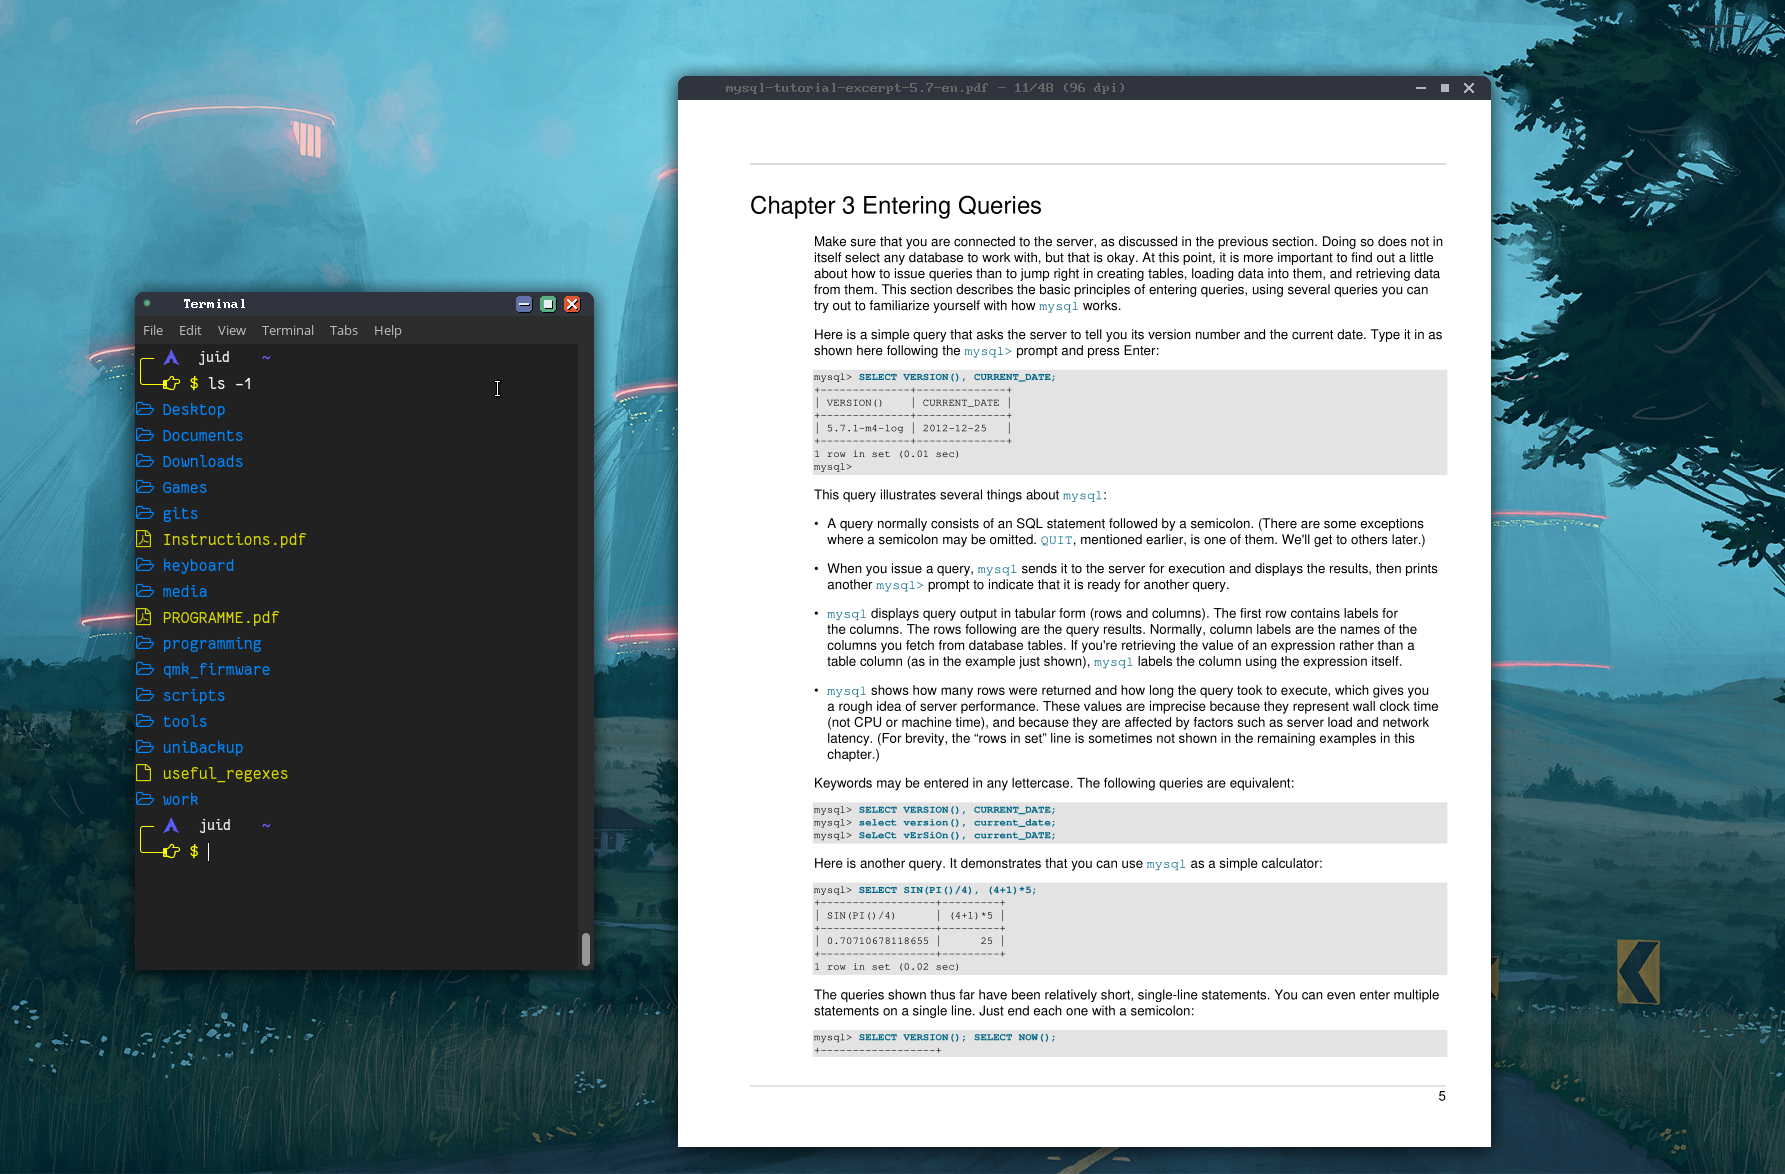 Terminal
File Edit View Terminal Tabs Help
juid ~
$ ls -1
Desktop
Documents
Downloads
Games
gits
Instructions.pdf
keyboard
media
PROGRAMME.pdf
programming
qmk_firmware
scripts
tools
uniBackup
useful_regexes
work
juid ~
$
mysql-tutorial-excerpt-5.7-en.pdf - 11/48 (96 dpi)
Chapter 3 Entering Queries
Make sure that you are connected to the server, as discussed in the previous section. Doing so does not in
itself select any database to work with, but that is okay. At this point, it is more important to find out a little
about how to issue queries than to jump right in creating tables, loading data into them, and retrieving data
from them. This section describes the basic principles of entering queries, using several queries you can
try out to familiarize yourself with how mysql works.
Here is a simple query that asks the server to tell you its version number and the current date. Type it in as
shown here following the mysql> prompt and press Enter:
mysql> SELECT VERSION(), CURRENT_DATE;
+--------------+--------------+
| VERSION()    | CURRENT_DATE |
+--------------+--------------+
| 5.7.1-m4-log | 2012-12-25   |
+--------------+--------------+
1 row in set (0.01 sec)
mysql>
This query illustrates several things about mysql:
• A query normally consists of an SQL statement followed by a semicolon. (There are some exceptions
where a semicolon may be omitted. QUIT, mentioned earlier, is one of them. We'll get to others later.)
• When you issue a query, mysql sends it to the server for execution and displays the results, then prints
another mysql> prompt to indicate that it is ready for another query.
• mysql displays query output in tabular form (rows and columns). The first row contains labels for
the columns. The rows following are the query results. Normally, column labels are the names of the
columns you fetch from database tables. If you're retrieving the value of an expression rather than a
table column (as in the example just shown), mysql labels the column using the expression itself.
• mysql shows how many rows were returned and how long the query took to execute, which gives you
a rough idea of server performance. These values are imprecise because they represent wall clock time
(not CPU or machine time), and because they are affected by factors such as server load and network
latency. (For brevity, the “rows in set” line is sometimes not shown in the remaining examples in this
chapter.)
Keywords may be entered in any lettercase. The following queries are equivalent:
mysql> SELECT VERSION(), CURRENT_DATE;
mysql> select version(), current_date;
mysql> SeLeCt vErSiOn(), current_DATE;
Here is another query. It demonstrates that you can use mysql as a simple calculator:
mysql> SELECT SIN(PI()/4), (4+1)*5;
+------------------+---------+
| SIN(PI()/4)      | (4+1)*5 |
+------------------+---------+
| 0.70710678118655 |      25 |
+------------------+---------+
1 row in set (0.02 sec)
The queries shown thus far have been relatively short, single-line statements. You can even enter multiple
statements on a single line. Just end each one with a semicolon:
mysql> SELECT VERSION(); SELECT NOW();
+------------------+
5